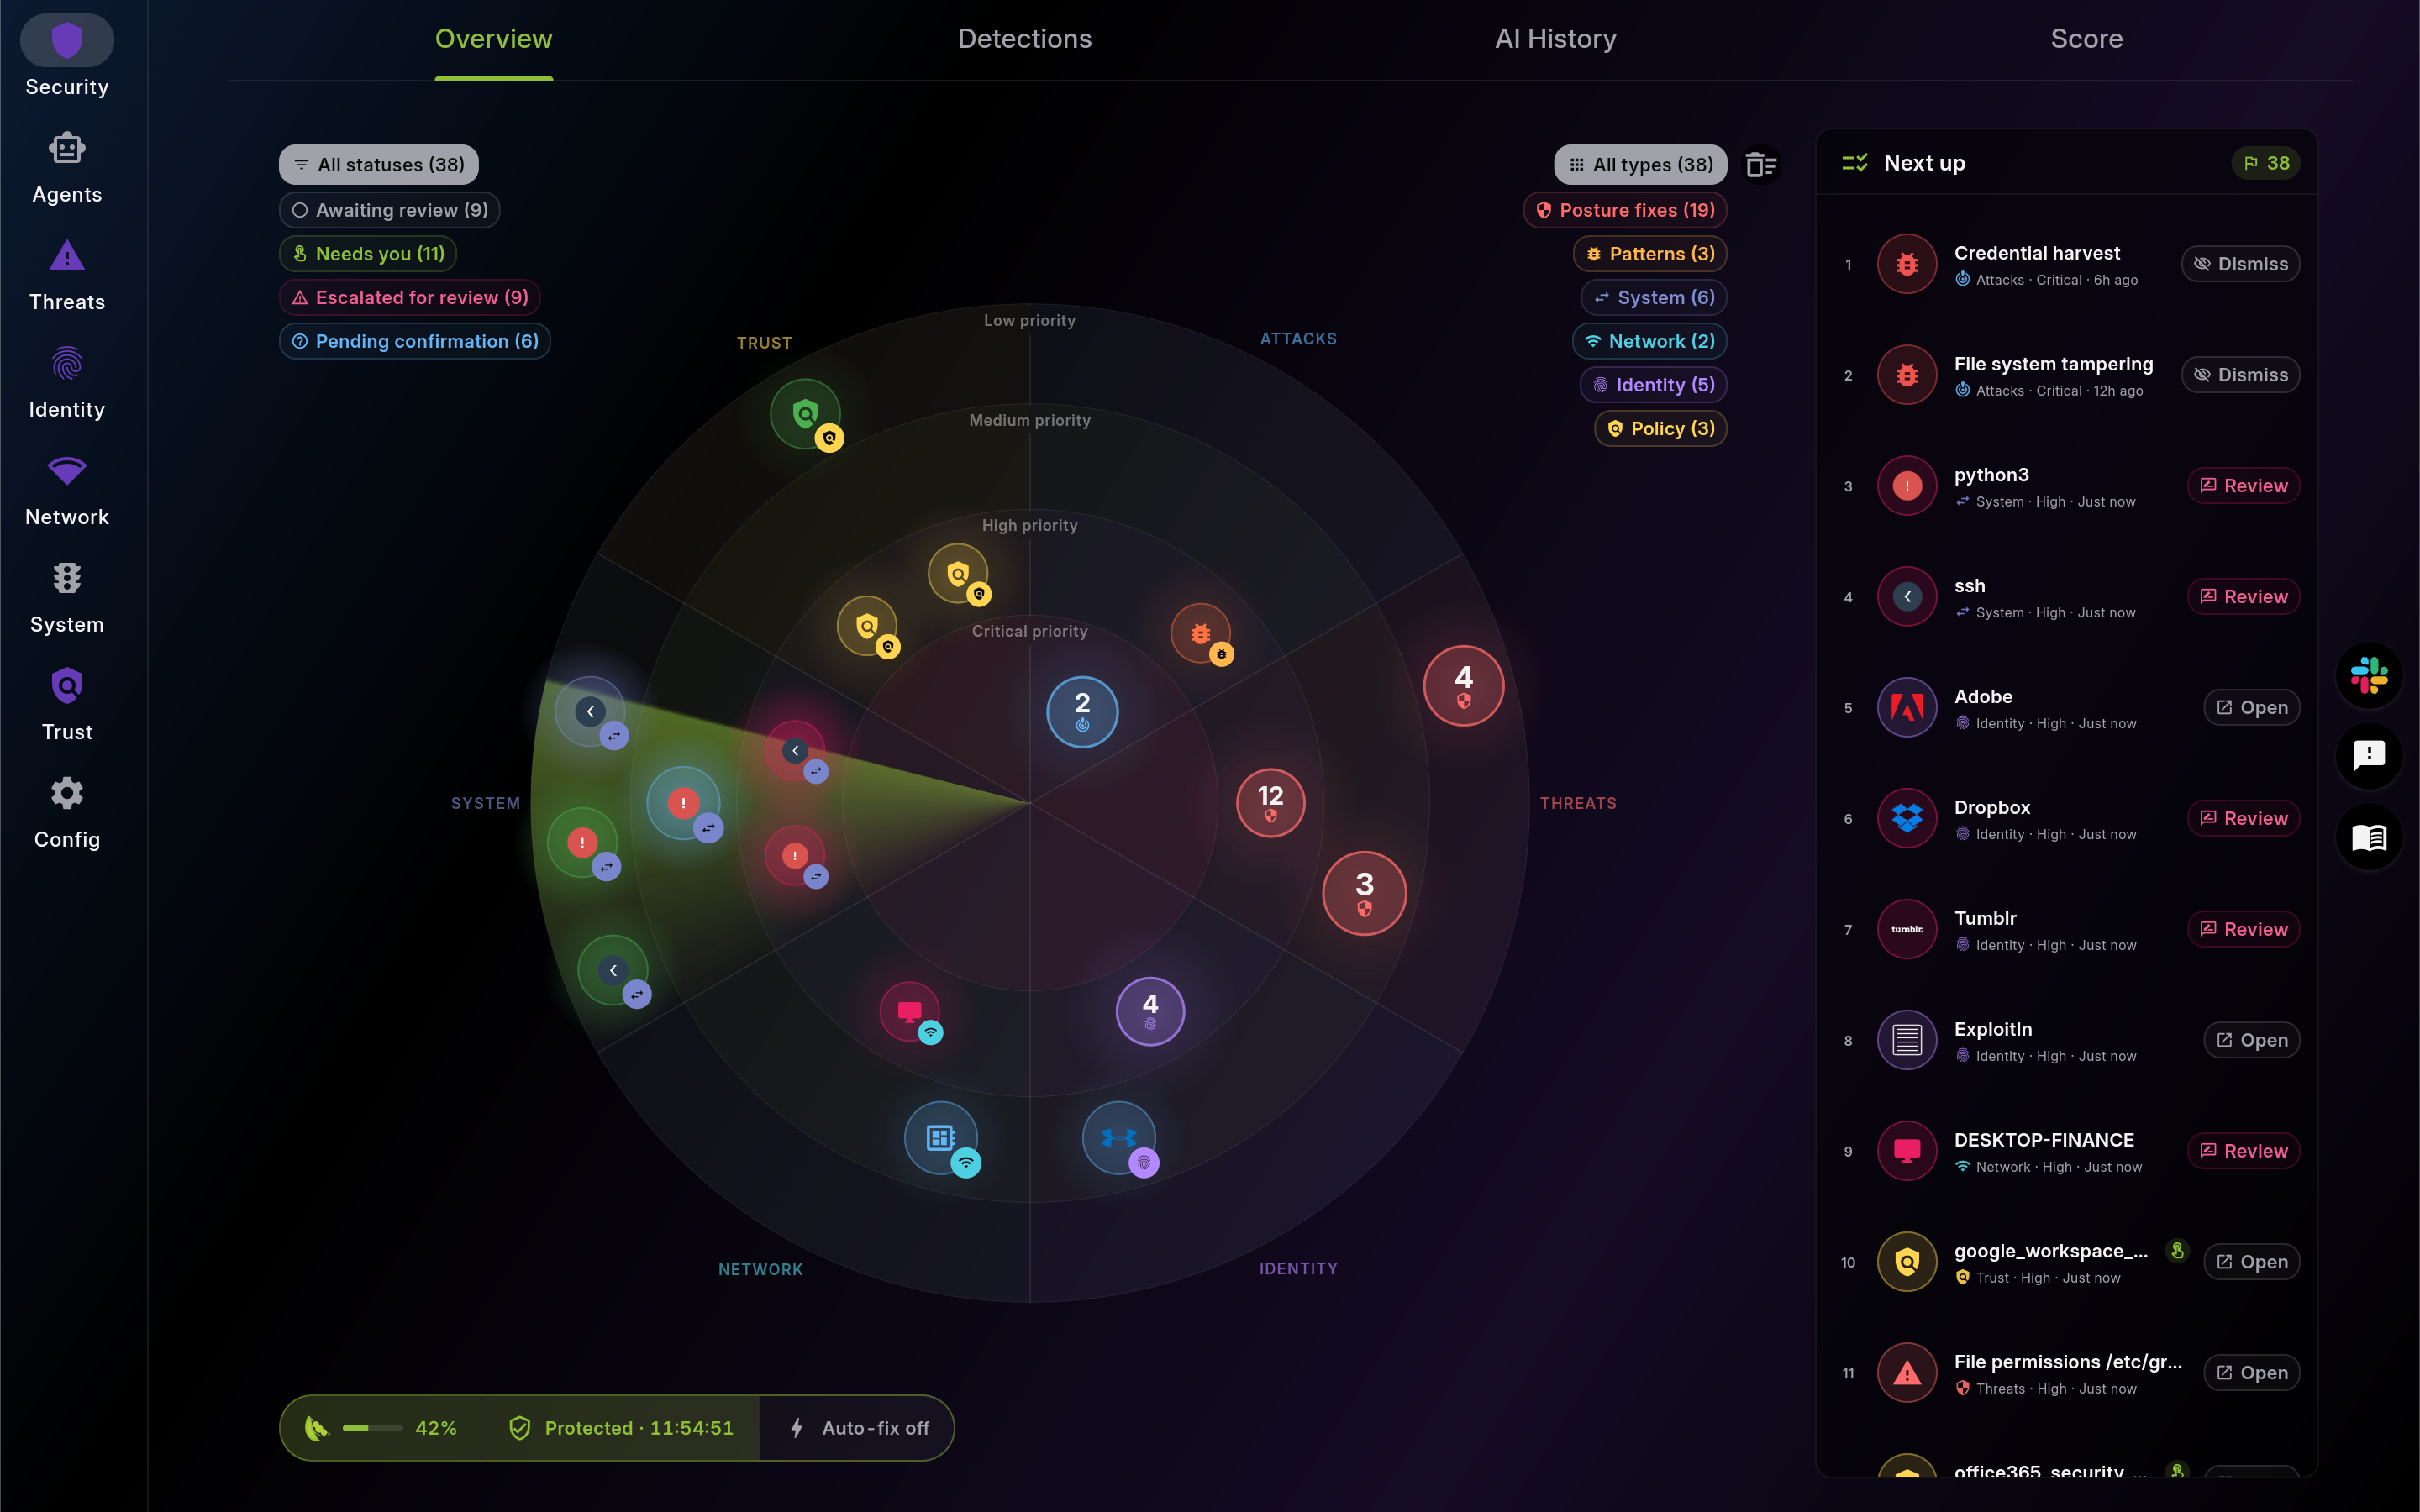 Security
Agents
Threats
Identity
Network
System
Trust
Config
Overview
Detections
AI History
Score
All statuses (38)
Awaiting review (9)
Needs you (11)
Escalated for review (9)
Pending confirmation (6)
All types (38)
Posture fixes (19)
Patterns (3)
System (6)
Network (2)
Identity (5)
Policy (3)
Low priority
Medium priority
High priority
Critical priority
TRUST
ATTACKS
SYSTEM
THREATS
NETWORK
IDENTITY
2
4
12
3
4
42%
Protected · 11:54:51
Auto-fix off
Next up
38
1
Credential harvest
Attacks · Critical · 6h ago
Dismiss
2
File system tampering
Attacks · Critical · 12h ago
Dismiss
3
python3
System · High · Just now
Review
4
ssh
System · High · Just now
Review
5
Adobe
Identity · High · Just now
Open
6
Dropbox
Identity · High · Just now
Review
7
tumblr.
Tumblr
Identity · High · Just now
Review
8
ExploitIn
Identity · High · Just now
Open
9
DESKTOP-FINANCE
Network · High · Just now
Review
10
google_workspace_...
Trust · High · Just now
Open
11
File permissions /etc/gr...
Threats · High · Just now
Open
office365_security_...